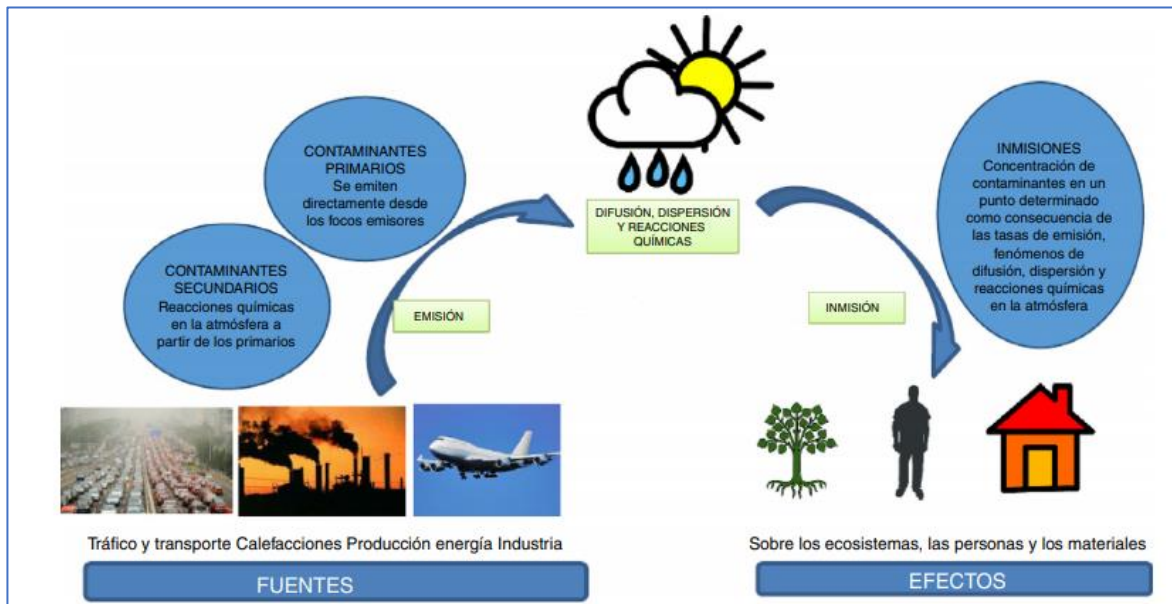 CONTAMINANTES
PRIMARIOS
Se emiten
directamente desde
los focos emisores
CONTAMINANTES
SECUNDARIOS
Reacciones químicas
en la atmósfera a
partir de los primarios
EMISIÓN
DIFUSIÓN, DISPERSIÓN
Y REACCIONES
QUÍMICAS
INMISIÓN
INMISIONES
Concentración de
contaminantes en un
punto determinado
como consecuencia de
las tasas de emisión,
fenómenos de
difusión, dispersión y
reacciones químicas
en la atmósfera
Tráfico y transporte Calefacciones Producción energía Industria
FUENTES
Sobre los ecosistemas, las personas y los materiales
EFECTOS